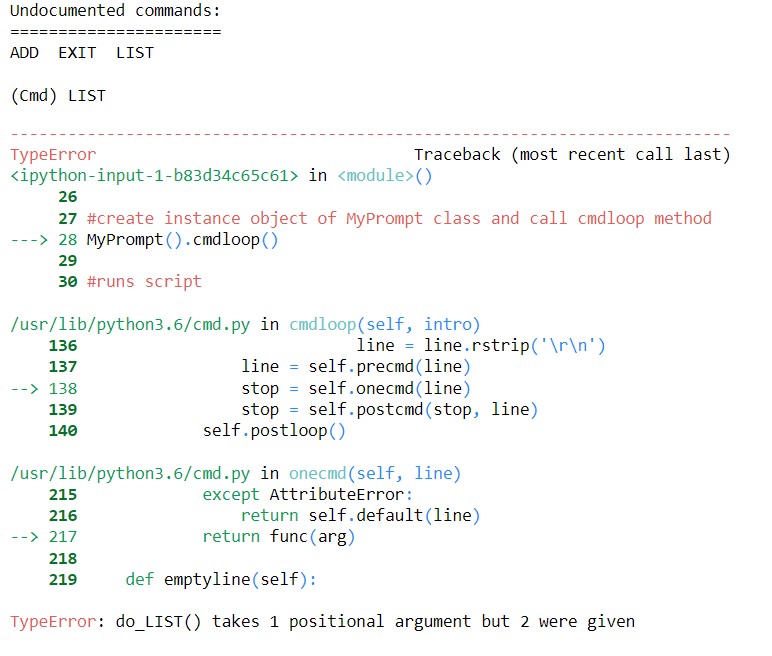 Undocumented commands:
======================
ADD  EXIT  LIST
(Cmd) LIST
---------------------------------------------------------------------------
TypeError                                 Traceback (most recent call last)
<ipython-input-1-b83d34c65c61> in <module>()
     26
     27 #create instance object of MyPrompt class and call cmdloop method
---> 28 MyPrompt().cmdloop()
     29
     30 #runs script
/usr/lib/python3.6/cmd.py in cmdloop(self, intro)
    136                             line = line.rstrip('\r\n')
    137                 line = self.precmd(line)
--> 138                 stop = self.onecmd(line)
    139                 stop = self.postcmd(stop, line)
    140             self.postloop()
/usr/lib/python3.6/cmd.py in onecmd(self, line)
    215             except AttributeError:
    216                 return self.default(line)
--> 217             return func(arg)
    218
    219     def emptyline(self):
TypeError: do_LIST() takes 1 positional argument but 2 were given